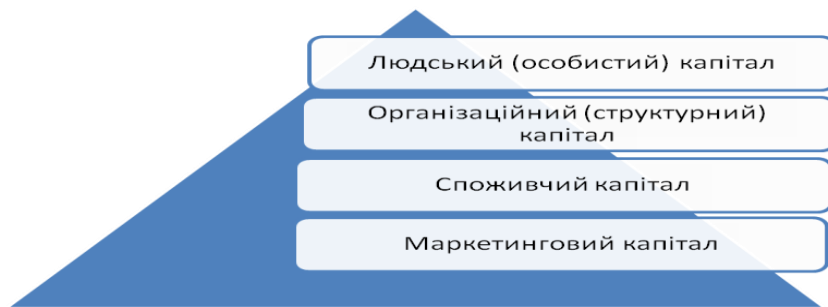 Людський (особистий) капітал
Організаційний (структурний)
капітал
Споживчий капітал
Маркетинговий капітал